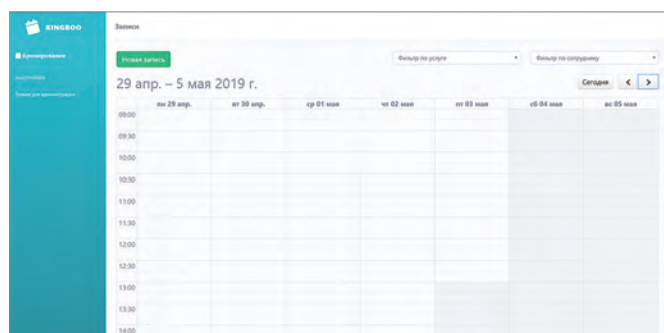 KINGBOO
Записи
Бронирование
Новая запись
Фильтр по услуге
Фильтр по сотруднику
29 апр. – 5 мая 2019 г.
Сегодня
пн 29 апр.
вт 30 апр.
ср 01 мая
чт 02 мая
пт 03 мая
сб 04 мая
вс 05 мая
09:00
09:30
10:00
10:30
11:00
11:30
12:00
12:30
13:00
13:30
14:00